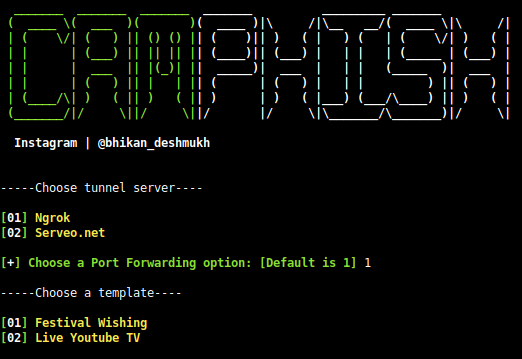 CAMPHISH
Instagram | @bhikan_deshmukh
-----Choose tunnel server----
[01] Ngrok
[02] Serveo.net
[+] Choose a Port Forwarding option: [Default is 1] 1
-----Choose a template----
[01] Festival Wishing
[02] Live Youtube TV